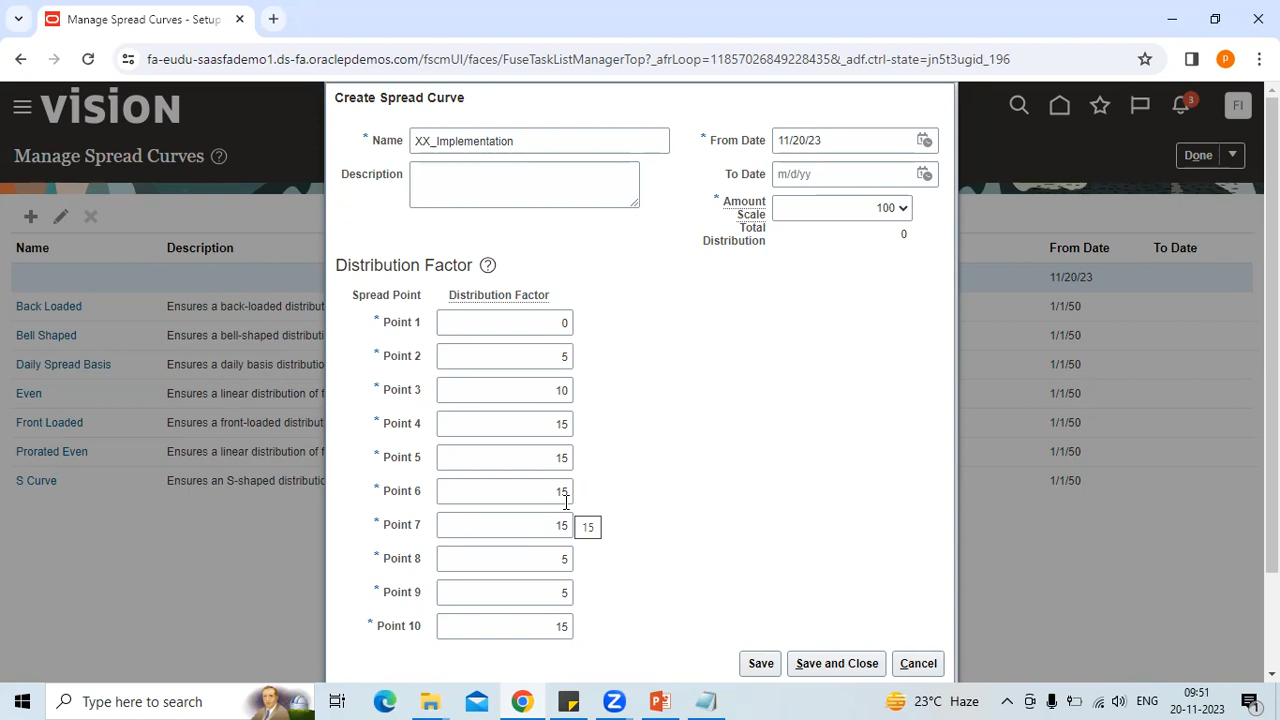 Manage Spread Curves - Setup
fa-eudu-saasfademo1.ds-fa.oraclepdemos.com/fscmUI/faces/FuseTaskListManagerTop?_afrLoop=11857026849228435&_adf.ctrl-state=jn5t3ugid_196
P
VISION
3
FI
Manage Spread Curves
Done
Name
Description
From Date
To Date
11/20/23
Back Loaded
Ensures a back-loaded distribut
1/1/50
Bell Shaped
Ensures a bell-shaped distributi
1/1/50
Daily Spread Basis
Ensures a daily basis distributio
1/1/50
Even
Ensures a linear distribution of f
1/1/50
Front Loaded
Ensures a front-loaded distribut
1/1/50
Prorated Even
Ensures a linear distribution of f
1/1/50
S Curve
Ensures an S-shaped distributi
1/1/50
Create Spread Curve
* Name
XX_Implementation
* From Date
11/20/23
Description
To Date
m/d/yy
* Amount
Scale
100
Total
Distribution
0
Distribution Factor
Spread Point
Distribution Factor
* Point 1
0
* Point 2
5
* Point 3
10
* Point 4
15
* Point 5
15
* Point 6
15
* Point 7
15
15
* Point 8
5
* Point 9
5
* Point 10
15
Save
Save and Close
Cancel
Type here to search
23°C Haze
ENG
09:51
20-11-2023
1